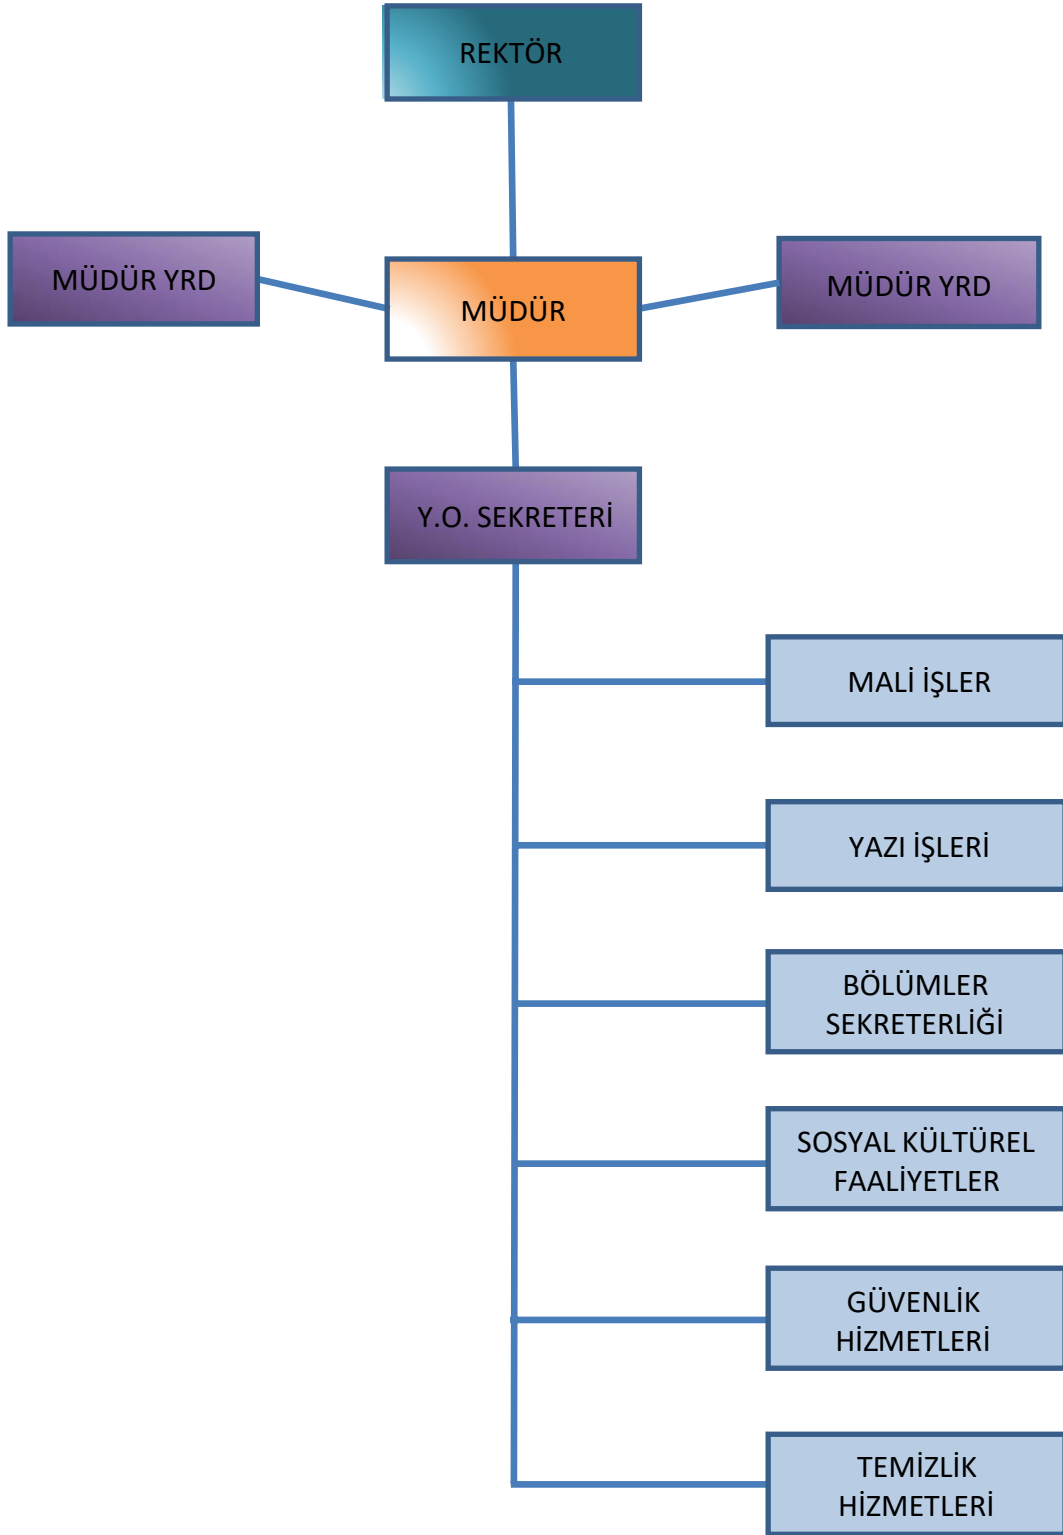 REKTÖR
MÜDÜR YRD
MÜDÜR
MÜDÜR YRD
Y.O. SEKRETERİ
MALİ İŞLER
YAZI İŞLERİ
BÖLÜMLER
SEKRETERLİĞİ
SOSYAL KÜLTÜREL
FAALİYETLER
GÜVENLİK
HİZMETLERİ
TEMİZLİK
HİZMETLERİ